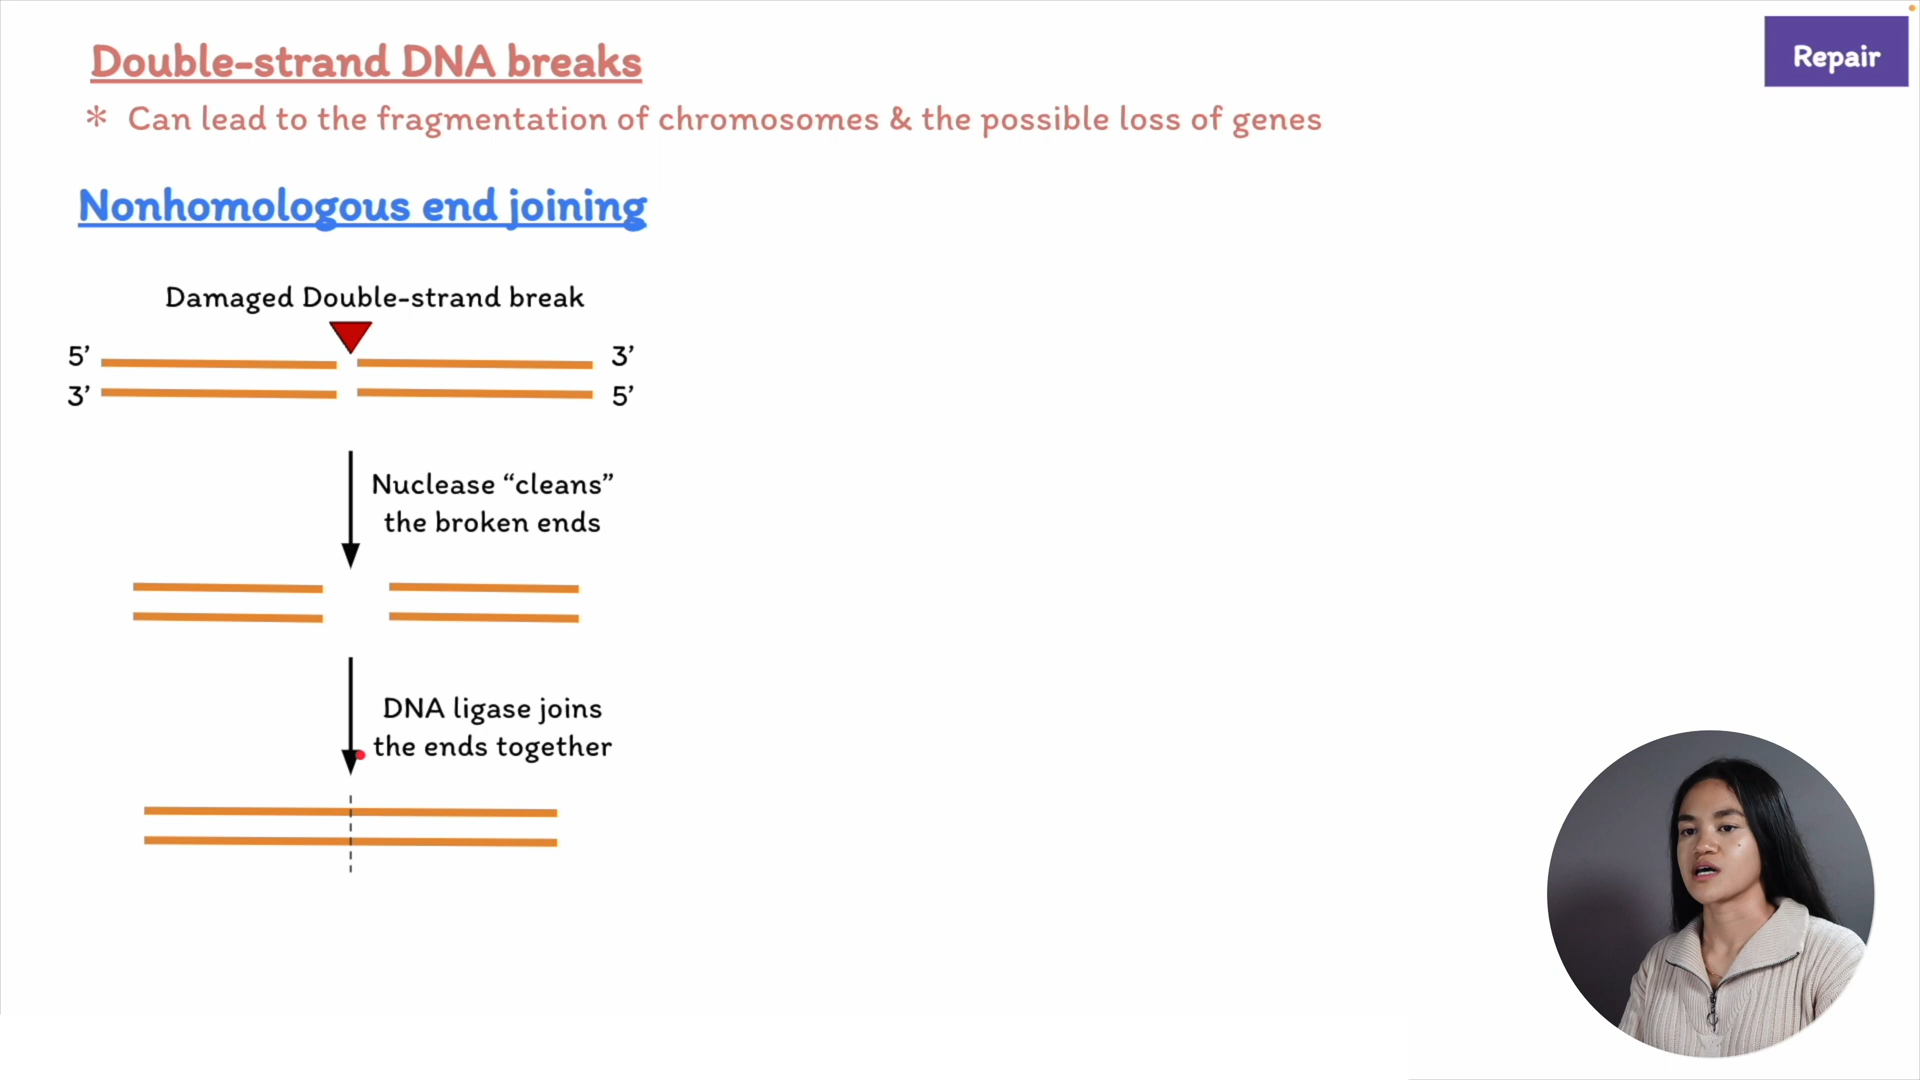 Double-strand DNA breaks
Repair
* Can lead to the fragmentation of chromosomes & the possible loss of genes
Nonhomologous end joining
Damaged Double-strand break
5’ 3’
3’ 5’
Nuclease “cleans”
the broken ends
DNA ligase joins
the ends together